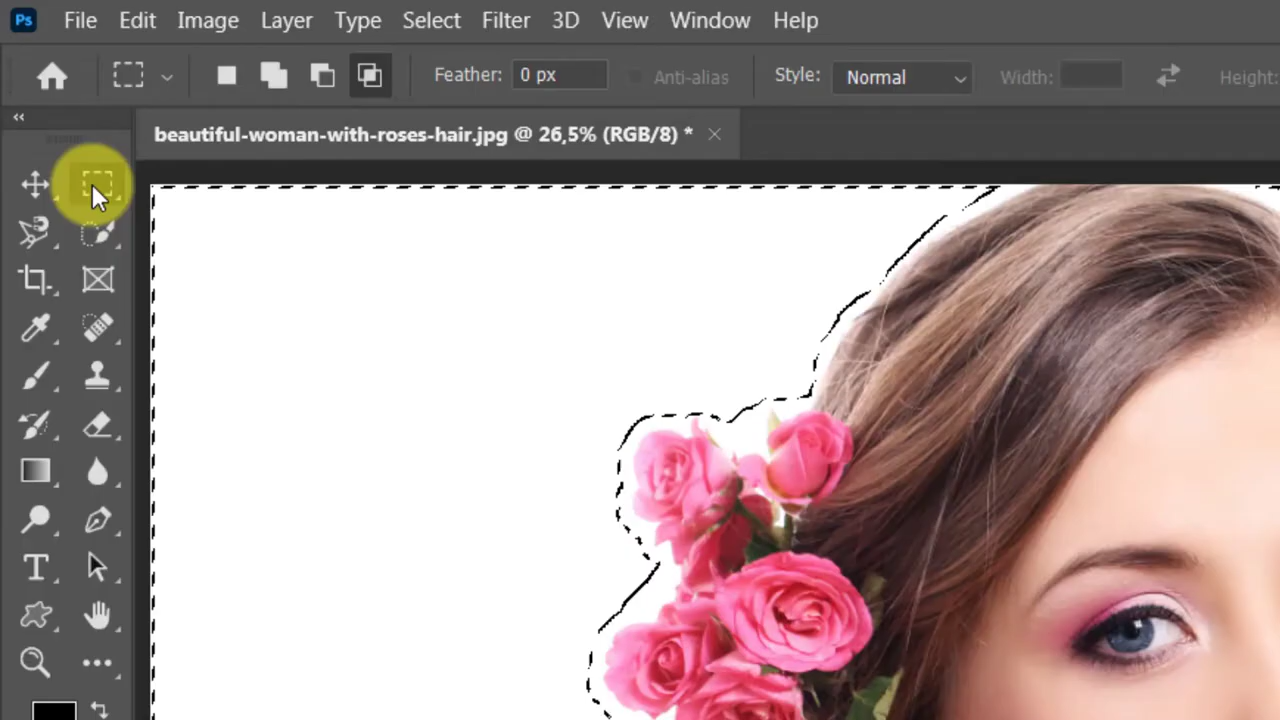 Ps File Edit Image Layer Type Select Filter 3D View Window Help
Feather: 0 px Anti-alias Style: Normal Width: Height:
beautiful-woman-with-roses-hair.jpg @ 26,5% (RGB/8) *
T